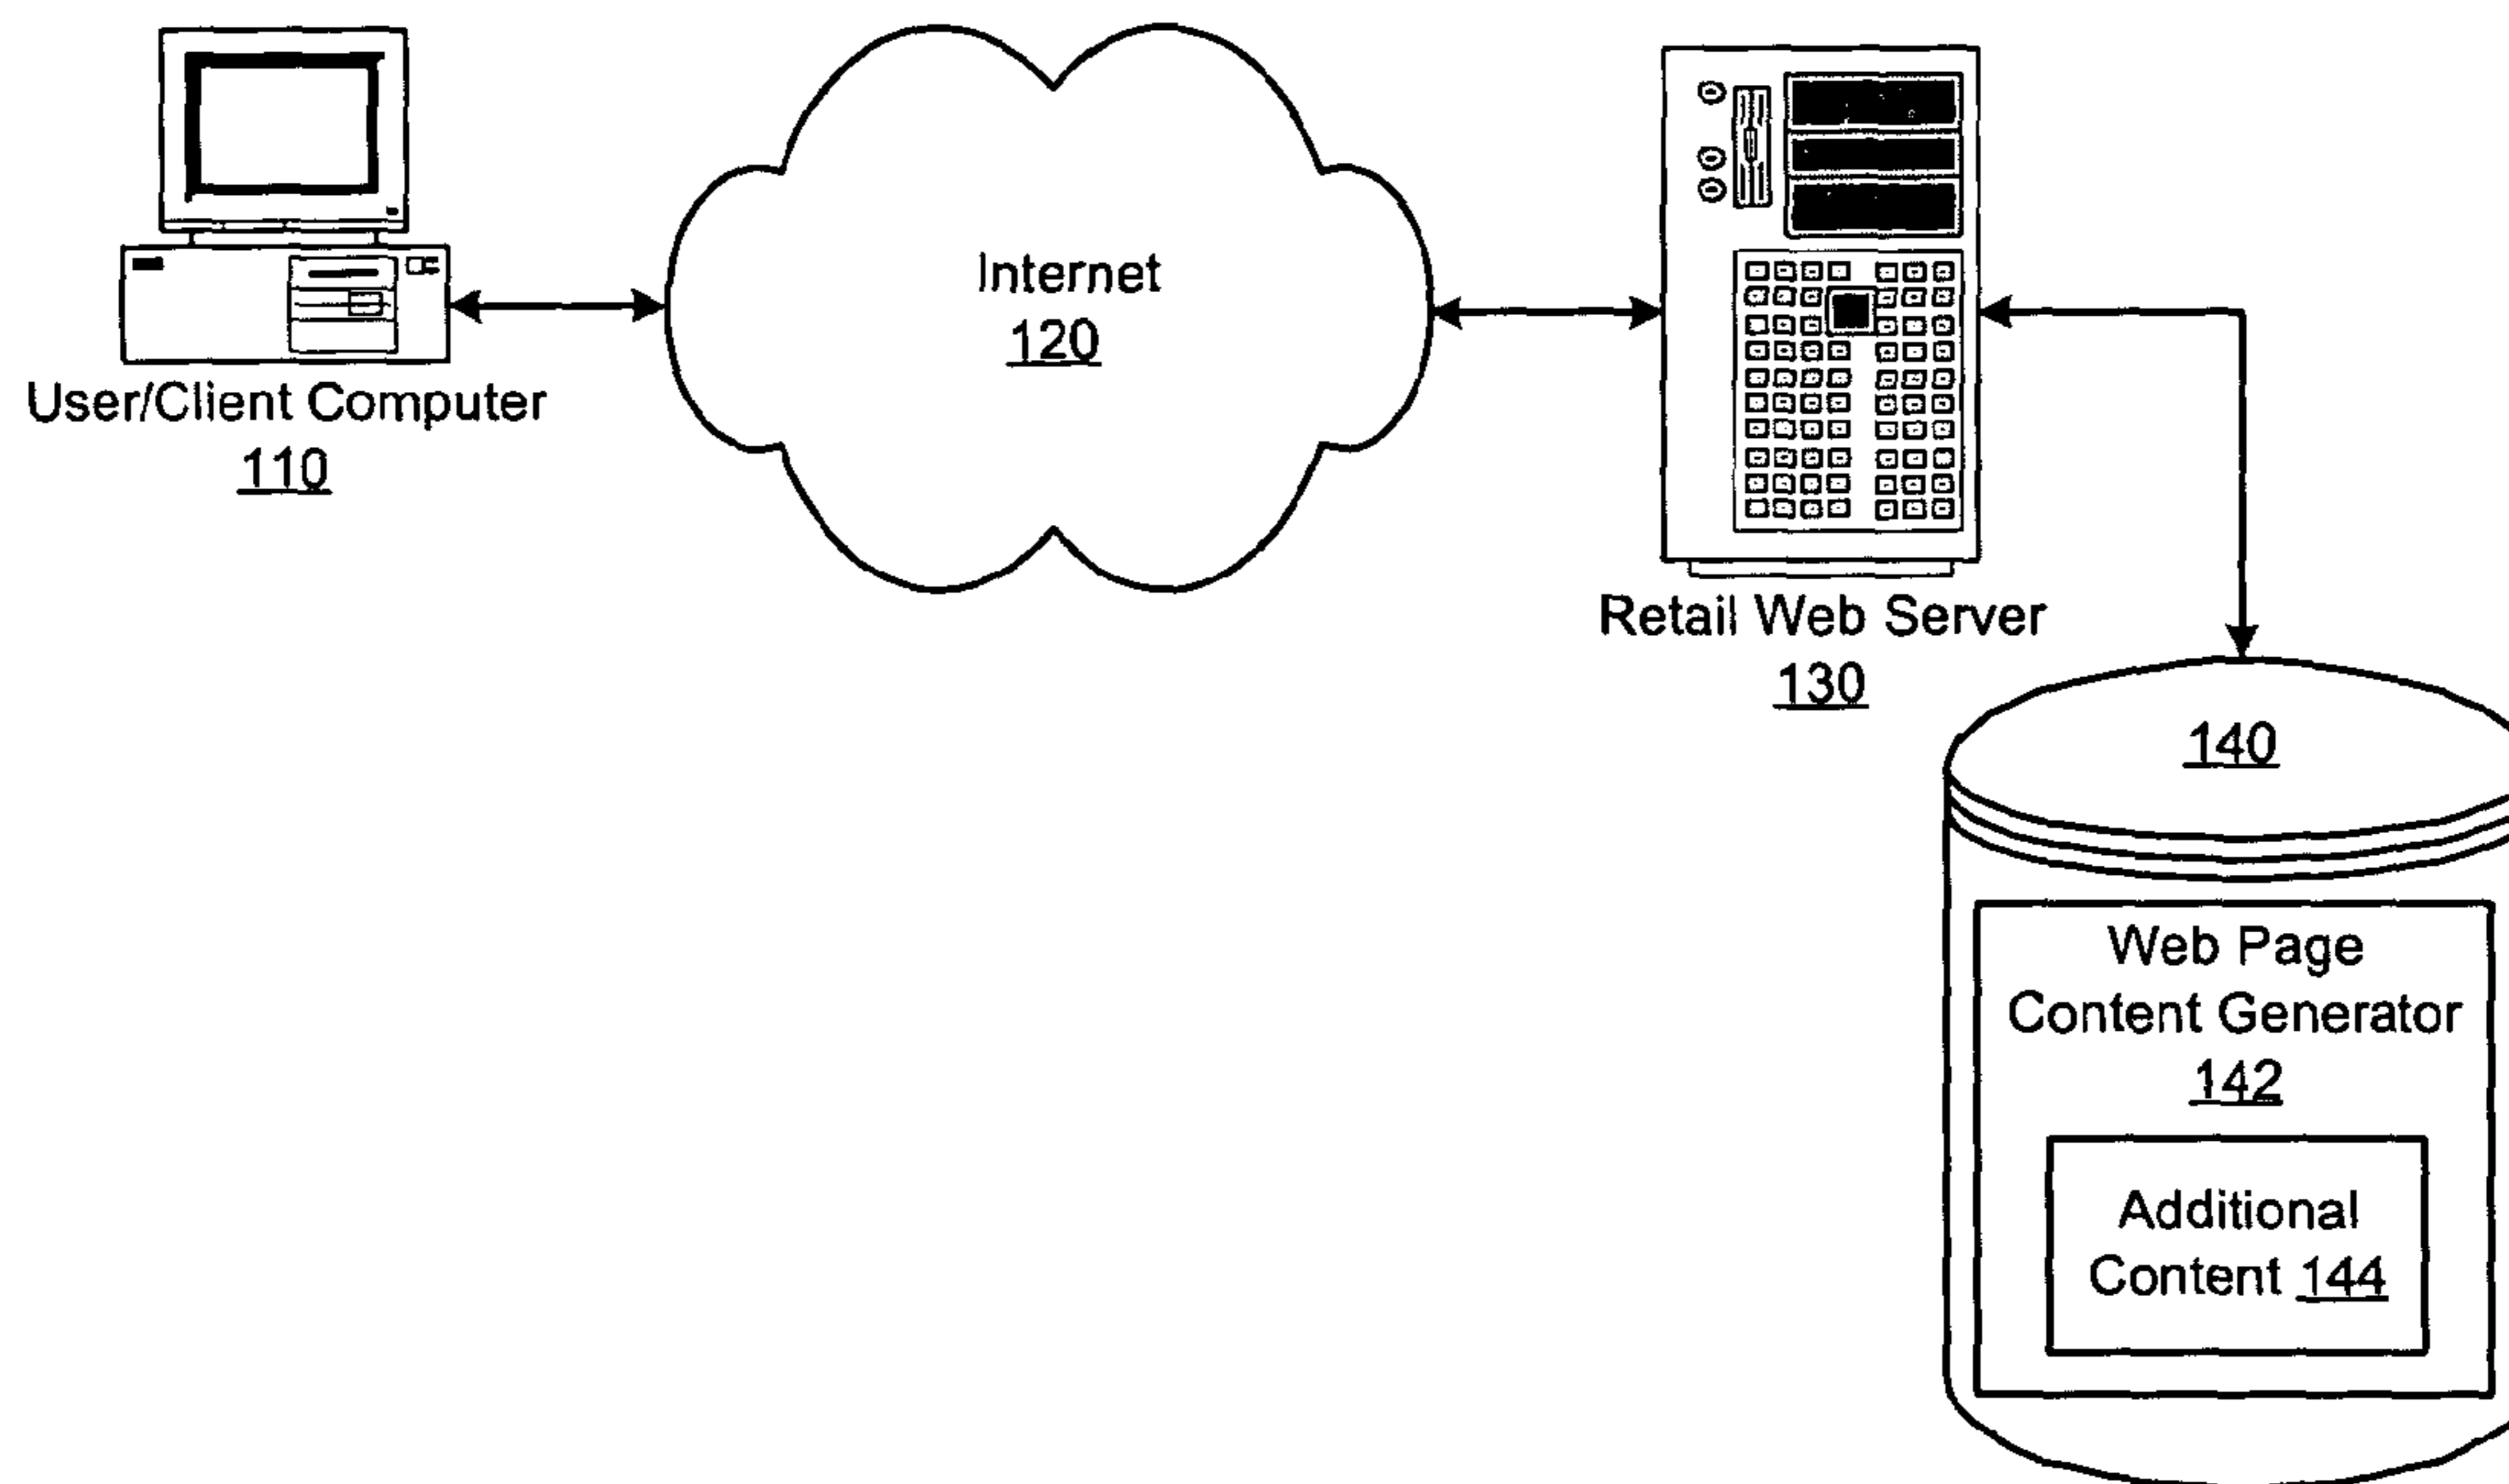 User/Client Computer
110
Internet
120
Retail Web Server
130
140
Web Page
Content Generator
142
Additional
Content 144